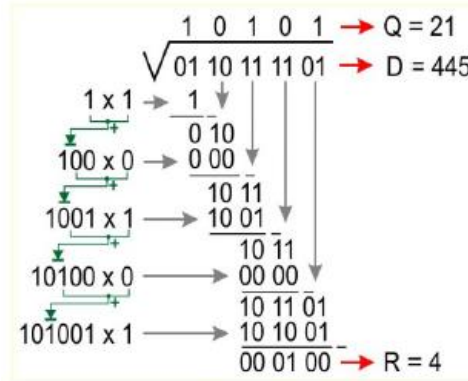 1 0 1 0 1 → Q = 21
√ 01 10 11 11 01 → D = 445
1 x 1 → 1
+
0 10
100 x 0 → 0 00
+
10 11
1001 x 1 → 10 01
+
10 11
10100 x 0 → 00 00
+
10 11 01
101001 x 1 → 10 10 01
00 01 00 → R = 4